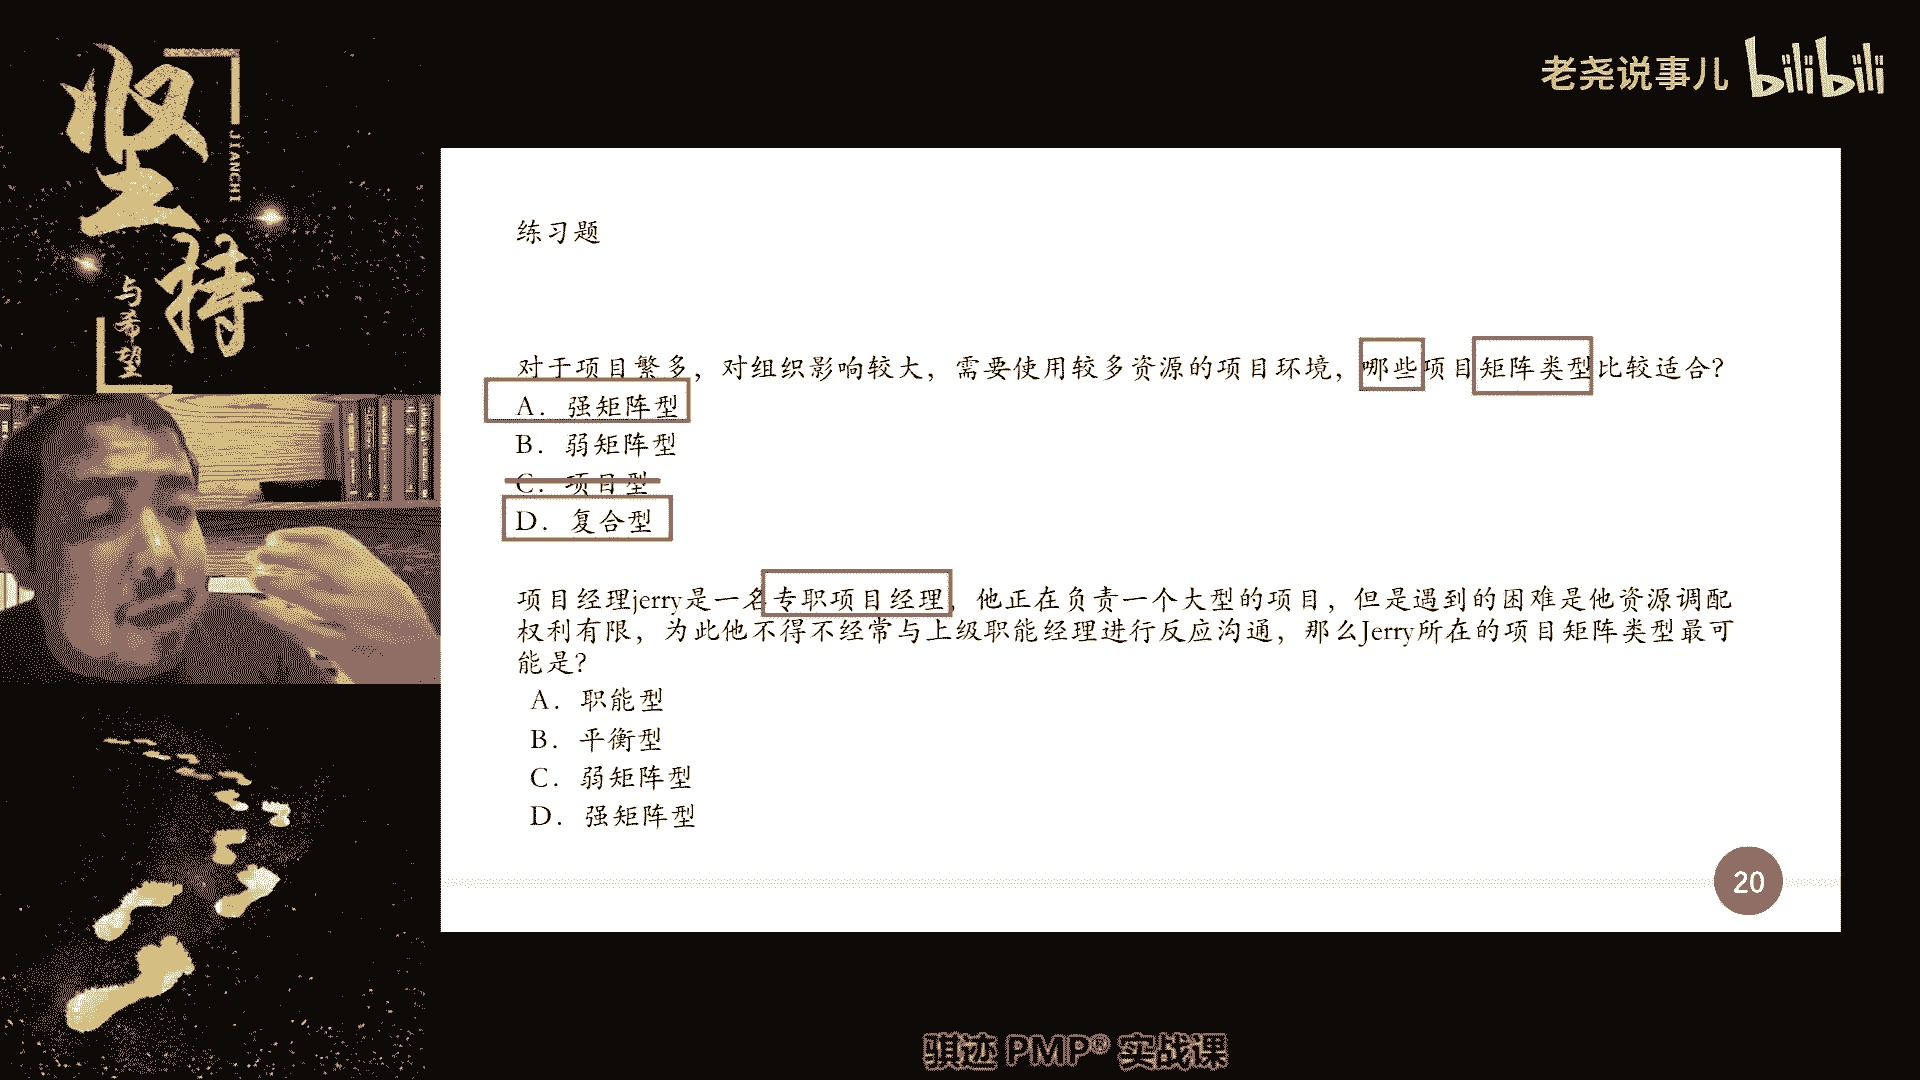 坚持
JIANCHI
与希望
老尧说事儿 bilibili
练习题
对于项目繁多，对组织影响较大，需要使用较多资源的项目环境，哪些项目矩阵类型比较适合？
A. 强矩阵型
B. 弱矩阵型
C. 项目型
D. 复合型
项目经理jerry是一名专职项目经理，他正在负责一个大型的项目，但是遇到的困难是他资源调配
权利有限，为此他不得不经常与上级职能经理进行反应沟通，那么Jerry所在的项目矩阵类型最可
能是？
A. 职能型
B. 平衡型
C. 弱矩阵型
D. 强矩阵型
20
骐迹 PMP® 实战课